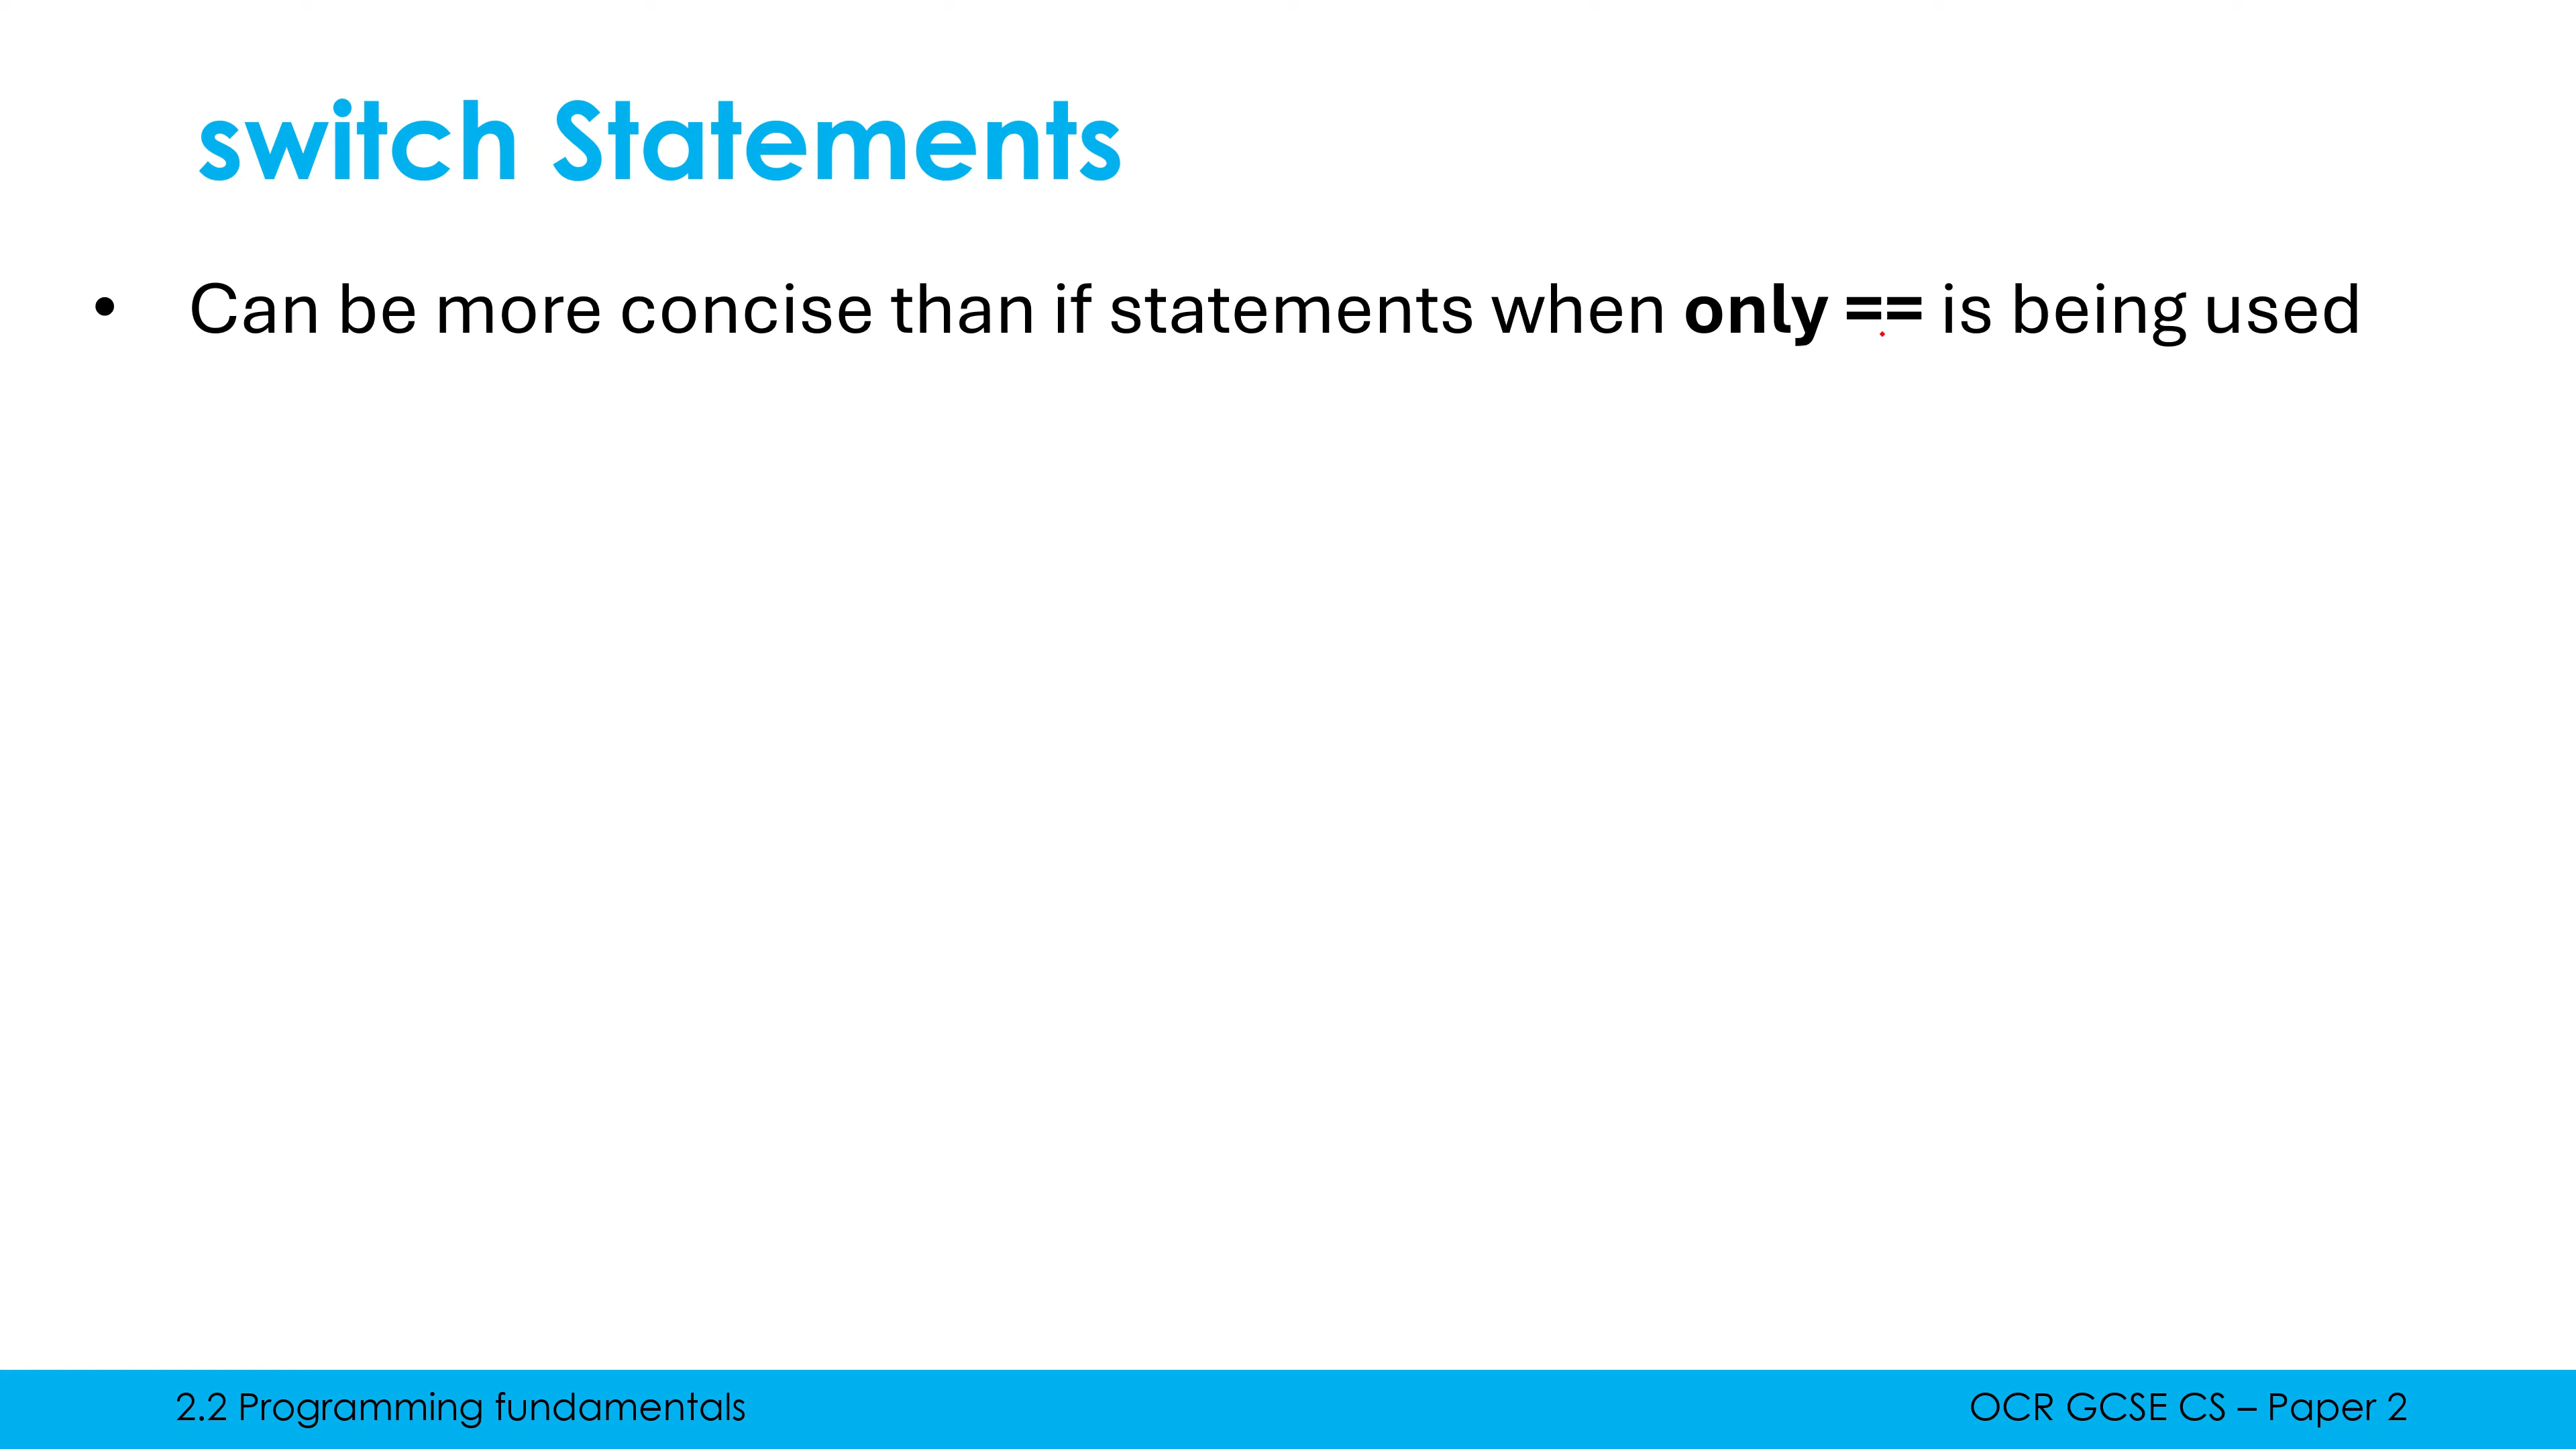 switch Statements
• Can be more concise than if statements when only == is being used
2.2 Programming fundamentals
OCR GCSE CS – Paper 2